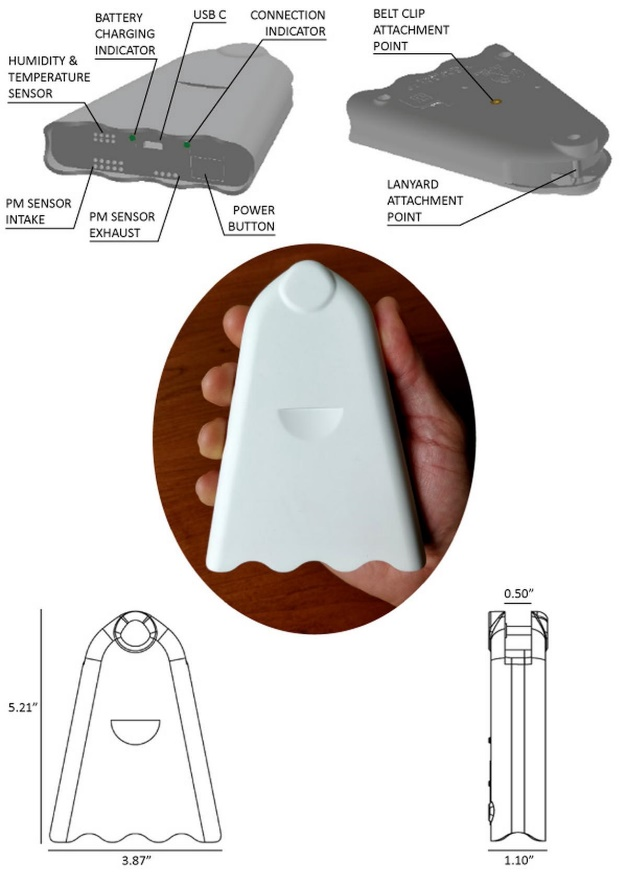 BATTERY
CHARGING
INDICATOR
USB C
CONNECTION
INDICATOR
HUMIDITY &
TEMPERATURE
SENSOR
PM SENSOR
INTAKE
PM SENSOR
EXHAUST
POWER
BUTTON
BELT CLIP
ATTACHMENT
POINT
LANYARD
ATTACHMENT
POINT
5.21”
3.87”
0.50”
1.10”